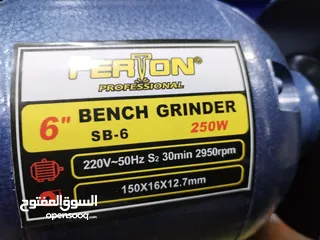 FERTON
PROFESSIONAL
6" BENCH GRINDER
SB-6 250W
220V~50Hz S2 30min 2950rpm
150X16X12.7mm
السوق المفتوح
opensooq.com